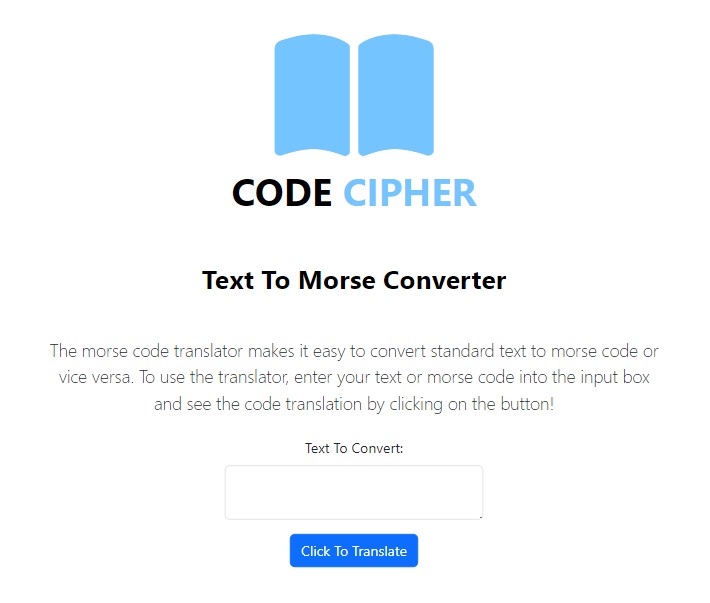 CODE CIPHER
Text To Morse Converter
The morse code translator makes it easy to convert standard text to morse code or
vice versa. To use the translator, enter your text or morse code into the input box
and see the code translation by clicking on the button!
Text To Convert:
Click To Translate